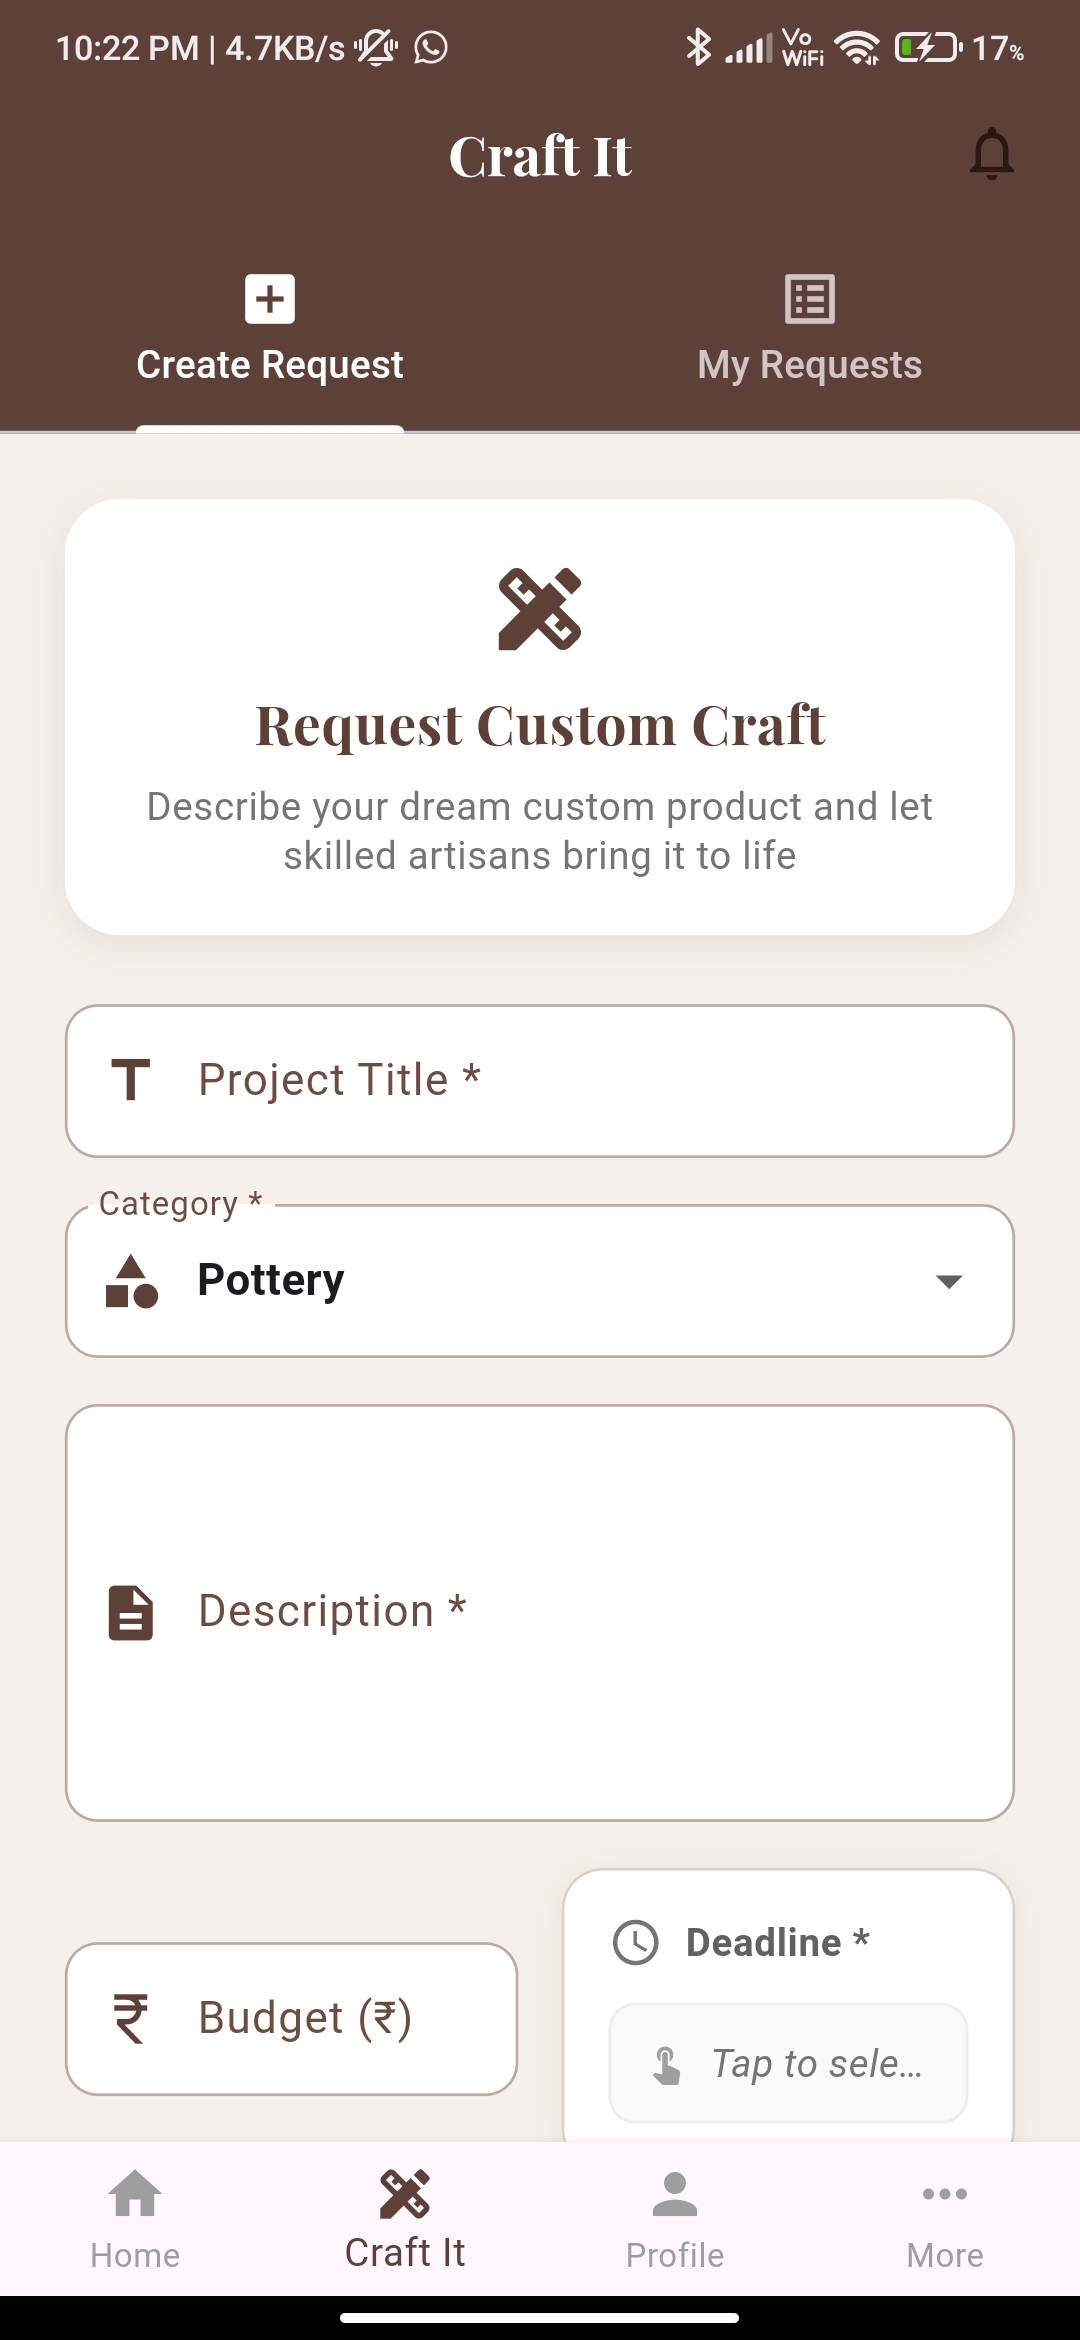 10:22 PM | 4.7KB/s
Vo
WiFi
17%
Craft It
Create Request
My Requests
Request Custom Craft
Describe your dream custom product and let
skilled artisans bring it to life
Project Title *
Category *
Pottery
Description *
Deadline *
Budget (₹)
Tap to sele...
Home
Craft It
Profile
More